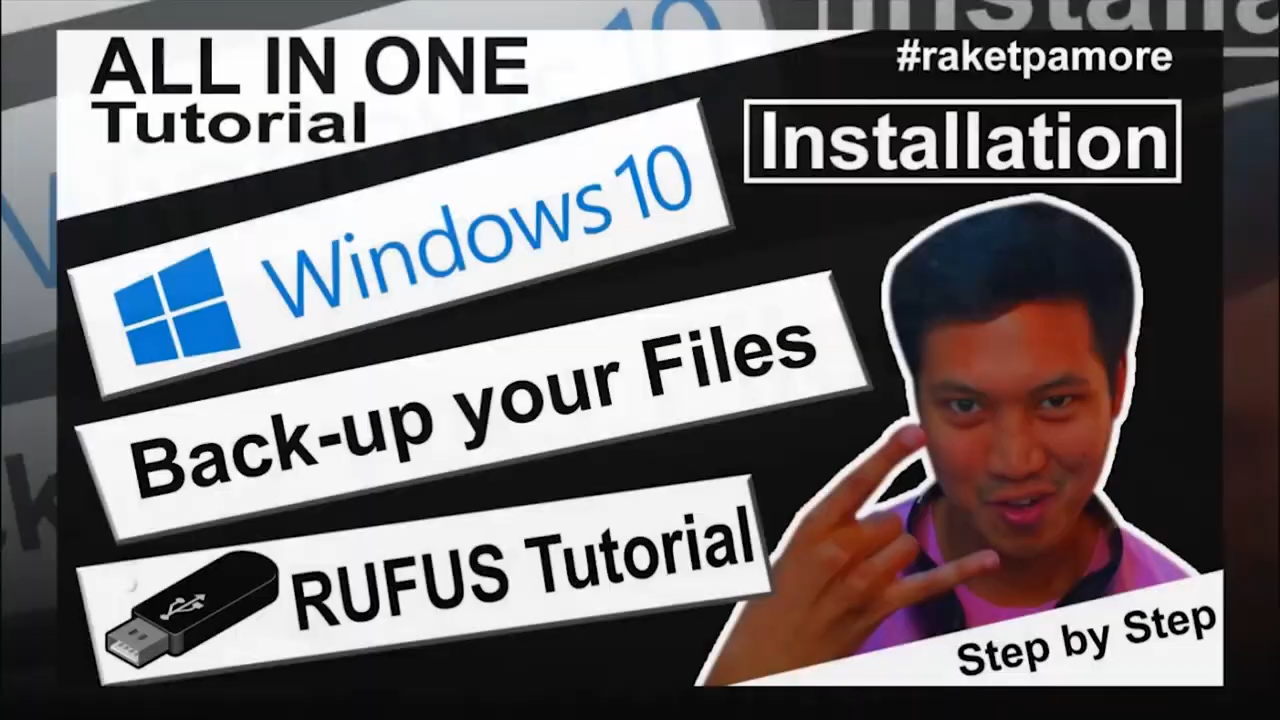 ALL IN ONE
Tutorial
#raketpamore
Installation
Windows 10
Back-up your Files
RUFUS Tutorial
Step by Step